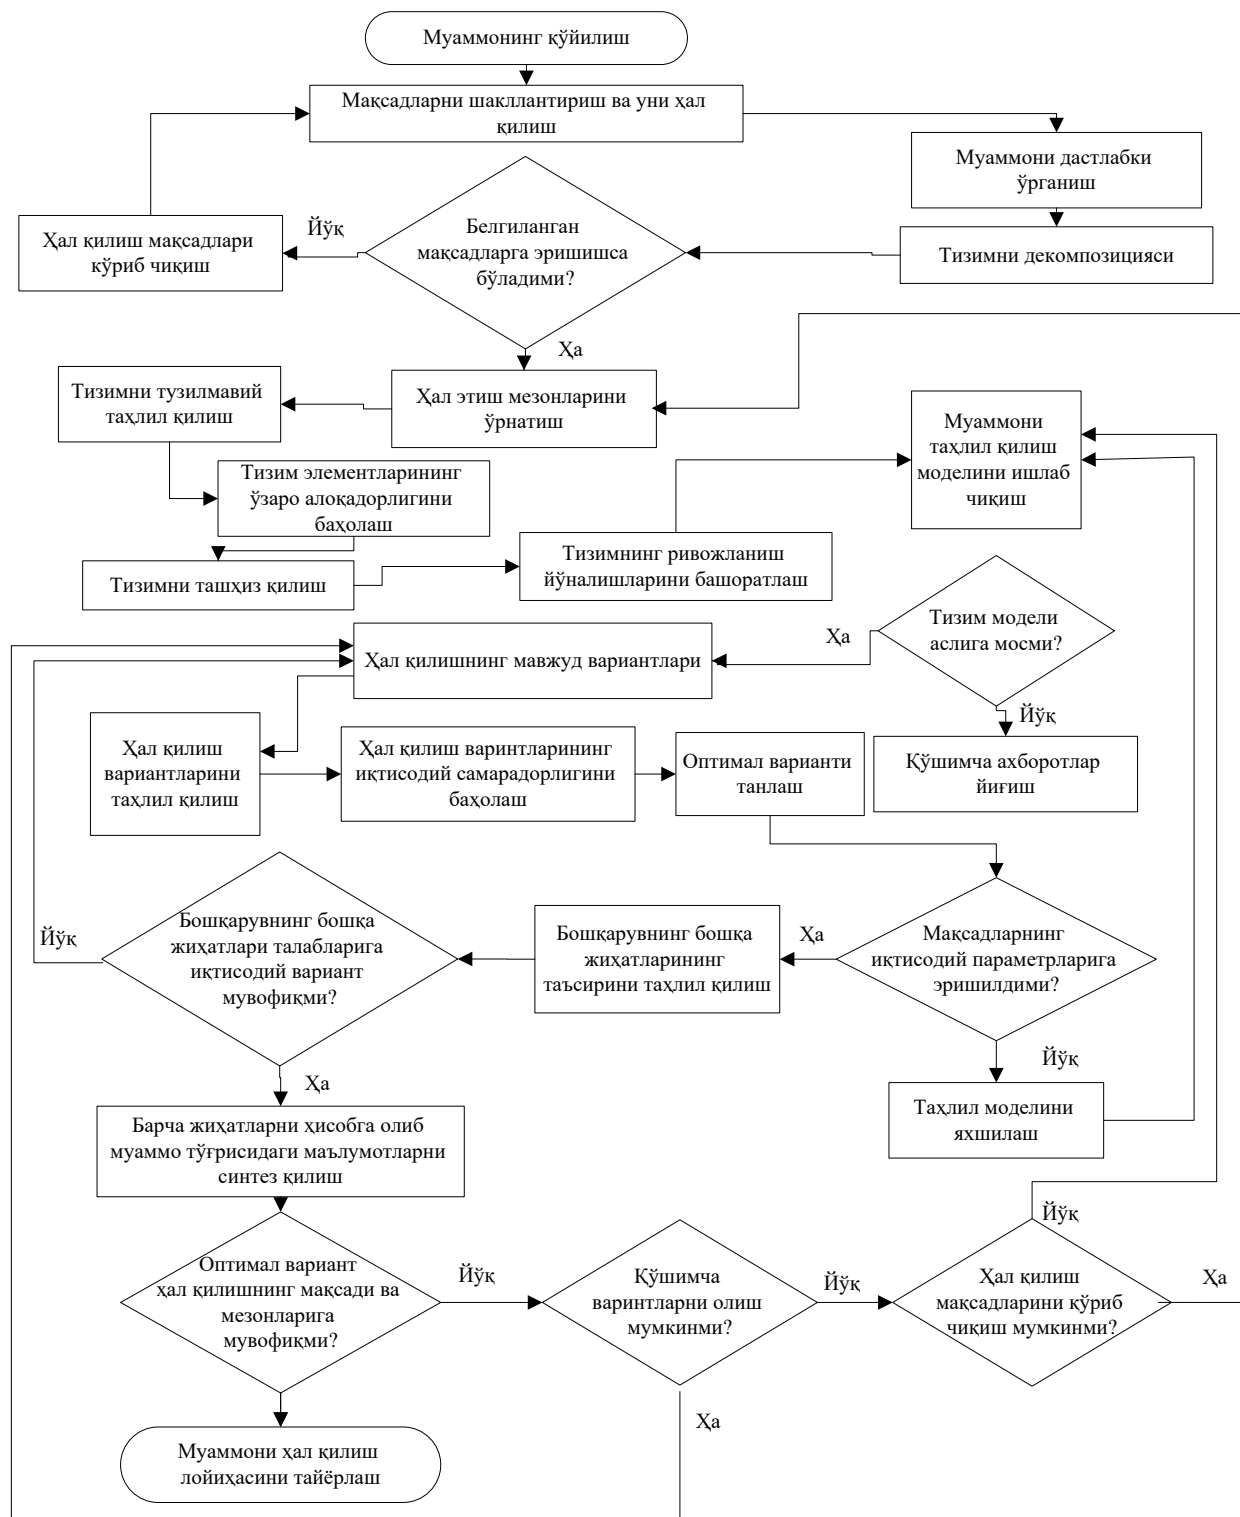 Муаммонинг қўйилиш
Мақсадларни шакллантириш ва уни ҳал
қилиш
Муаммони дастлабки
ўрганиш
Белгиланган
мақсадларга эришишса
бўладими?
Йўқ
Ҳал қилиш мақсадлари
кўриб чиқиш
Тизимни декомпозицияси
Ҳа
Тизимни тузилмавий
таҳлил қилиш
Ҳал этиш мезонларини
ўрнатиш
Муаммони
таҳлил қилиш
моделини ишлаб
чиқиш
Тизим элементларининг
ўзаро алоқадорлигини
баҳолаш
Тизимнинг ривожланиш
йўналишларини башоратлаш
Тизимни ташҳиз қилиш
Тизим модели
аслига мосми?
Ҳа
Ҳал қилишнинг мавжуд вариантлари
Йўқ
Ҳал қилиш
вариантларини
таҳлил қилиш
Ҳал қилиш варинтларининг
иқтисодий самарадорлигини
баҳолаш
Оптимал варианти
танлаш
Қўшимча ахборотлар
йиғиш
Бошқарувнинг бошқа
жиҳатлари талабларига
иқтисодий вариант
мувофиқми?
Йўқ
Бошқарувнинг бошқа
жиҳатларининг
таъсирини таҳлил қилиш
Ҳа
Мақсадларнинг
иқтисодий параметрларига
эришилдими?
Йўқ
Ҳа
Барча жиҳатларни ҳисобга олиб
муаммо тўғрисидаги маълумотларни
синтез қилиш
Таҳлил моделини
яхшилаш
Йўқ
Оптимал вариант
ҳал қилишнинг мақсади ва
мезонларига
мувофиқми?
Йўқ
Қўшимча
варинтларни олиш
мумкинми?
Йўқ
Ҳал қилиш
мақсадларини қўриб
чиқиш мумкинми?
Ҳа
Ҳа
Муаммони ҳал қилиш
лойиҳасини тайёрлаш